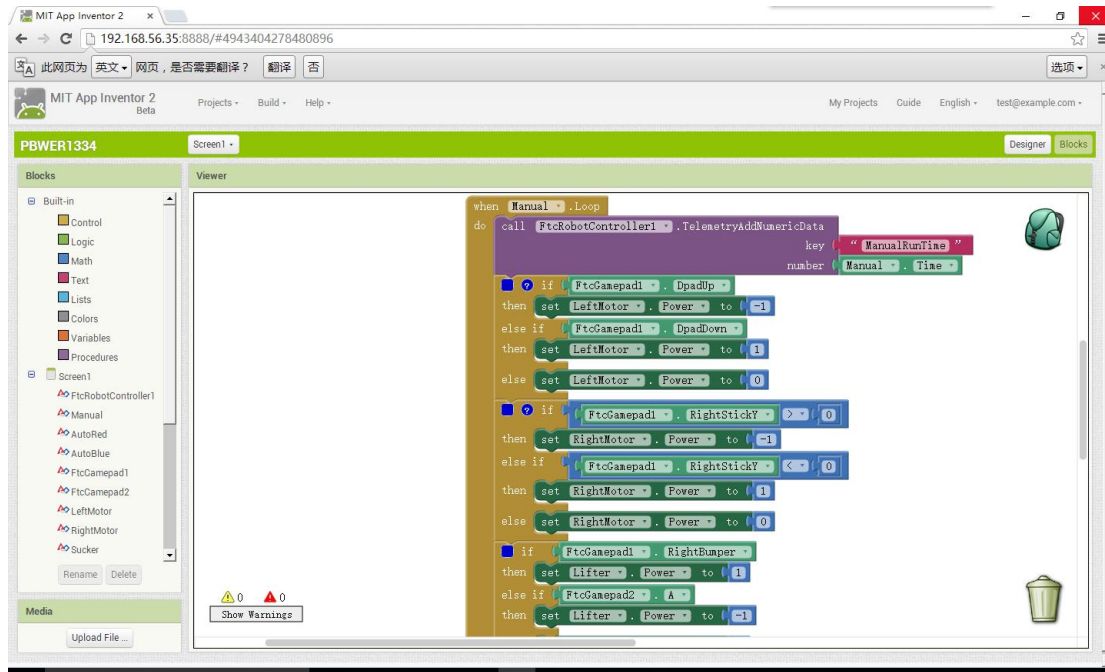 MIT App Inventor 2
192.168.56.35:8888/#4943404278480896
此网页为 英文 网页，是否需要翻译？ 翻译 否 选项
MIT App Inventor 2
Beta
Projects Build Help My Projects Guide English test@example.com
PBWER1334 Screen1 Designer Blocks
Blocks Viewer
Built-in
Control
Logic
Math
Text
Lists
Colors
Variables
Procedures
Screen1
FtcRobotController1
Manual
AutoRed
AutoBlue
FtcGamepad1
FtcGamepad2
LeftMotor
RightMotor
Sucker
Rename Delete
Media
Upload File ...
when Manual .Loop
do call FtcRobotController1 .TelemetryAddNumericData
key " ManualRunTime "
number Manual . Time
? if FtcGamepad1 . DpadUp
then set LeftMotor . Power to -1
else if FtcGamepad1 . DpadDown
then set LeftMotor . Power to 1
else set LeftMotor . Power to 0
? if FtcGamepad1 . RightStickY > 0
then set RightMotor . Power to -1
else if FtcGamepad1 . RightStickY < 0
then set RightMotor . Power to 1
else set RightMotor . Power to 0
if FtcGamepad1 . RightBumper
then set Lifter . Power to 1
else if FtcGamepad2 . A
then set Lifter . Power to -1
0 0
Show Warnings